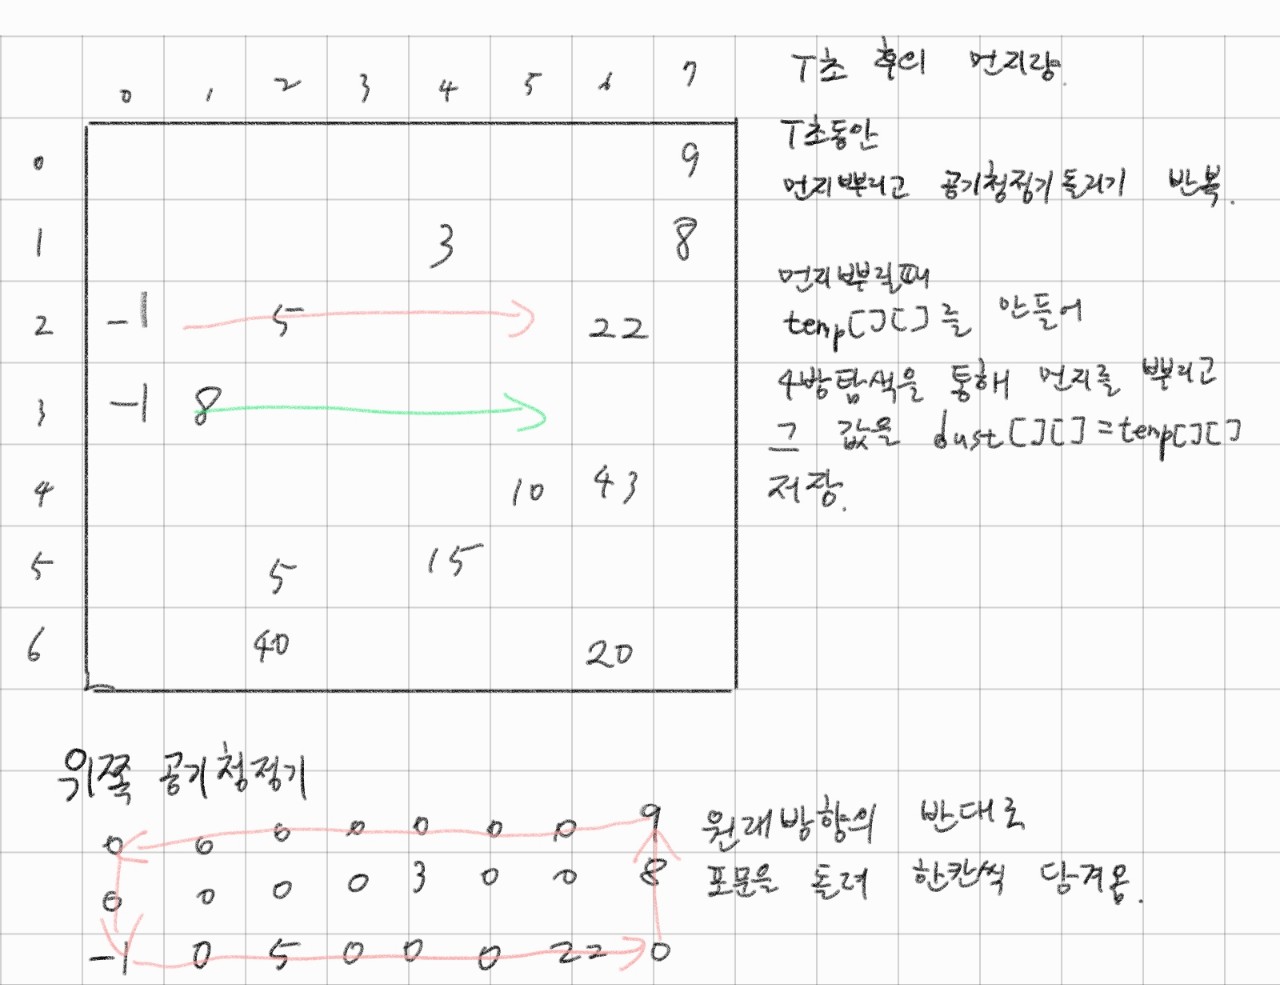 0 1 2 3 4 5 6 7
T초 후의 먼지량.
T초동안
0 9
먼지뿌리고 공기청정기돌리기 반복.
1 3 8
먼지뿌릴때
2 -1 5 22
temp[][]를 만들어
3 -1 8
4방탐색을 통해 먼지를 뿌리고
그 값을 dust[][]=temp[][]
4 10 43
저장.
5 5 15
6 40 20
위쪽 공기청정기
0 0 0 0 0 0 0 9
원래방향의 반대로
0 0 0 0 3 0 0 8
포문을 돌려 한칸씩 당겨옴.
-1 0 5 0 0 0 22 0